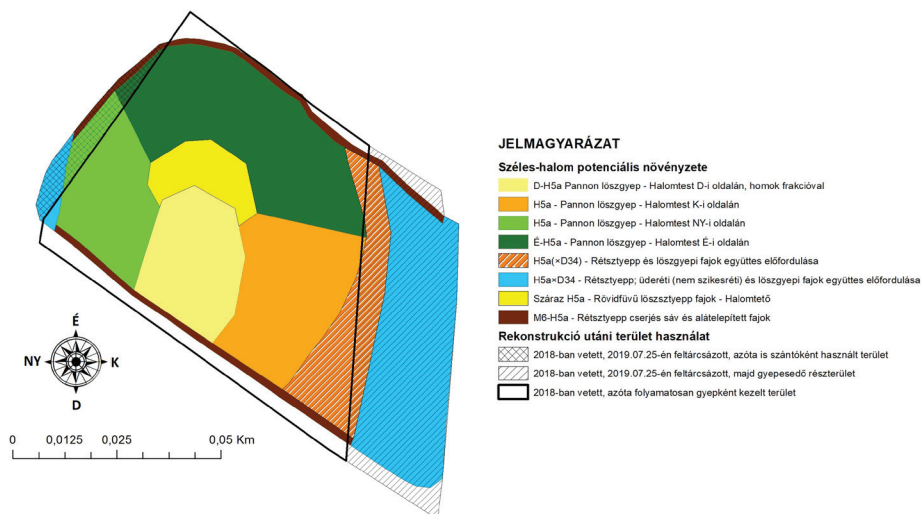 JELMAGYARÁZAT
Széles-halom potenciális növényzete
D-H5a Pannon löszgyep - Halomtest D-i oldalán, homok frakcióval
H5a - Pannon löszgyep - Halomtest K-i oldalán
H5a - Pannon löszgyep - Halomtest NY-i oldalán
É-H5a - Pannon löszgyep - Halomtest É-i oldalán
H5a(×D34) - Rétsztyepp és löszgyepi fajok együttes előfordulása
H5a×D34 - Rétsztyepp; üderéti (nem szikesréti) és löszgyepi fajok együttes előfordulása
Száraz H5a - Rövidfüvű löszsztyepp fajok - Halomtető
M6-H5a - Rétsztyepp cserjés sáv és alátelepített fajok
Rekonstrukció utáni terület használat
2018-ban vetett, 2019.07.25-én feltárcsázott, azóta is szántóként használt terület
2018-ban vetett, 2019.07.25-én feltárcsázott, majd gyepesedő részterület
2018-ban vetett, azóta folyamatosan gyepként kezelt terület
É
NY K
D
0 0,0125 0,025 0,05 Km